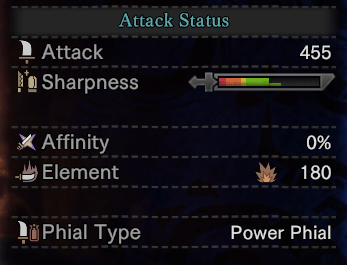 Attack Status
Attack 455
Sharpness
Affinity 0%
Element 180
Phial Type Power Phial